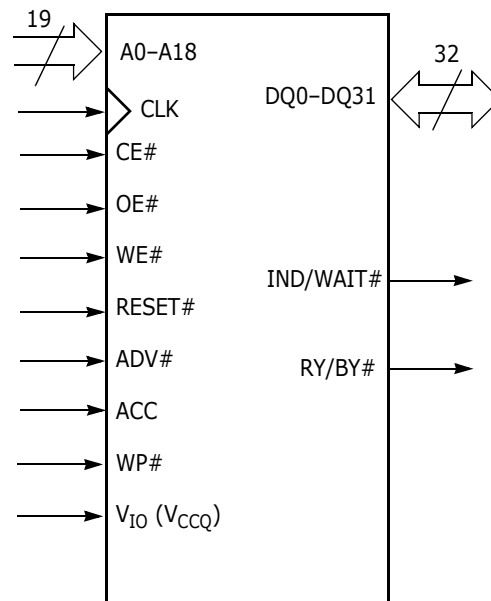 19
A0–A18
32
DQ0–DQ31
CLK
CE#
OE#
WE#
IND/WAIT#
RESET#
ADV#
RY/BY#
ACC
WP#
VIO (VCCQ)